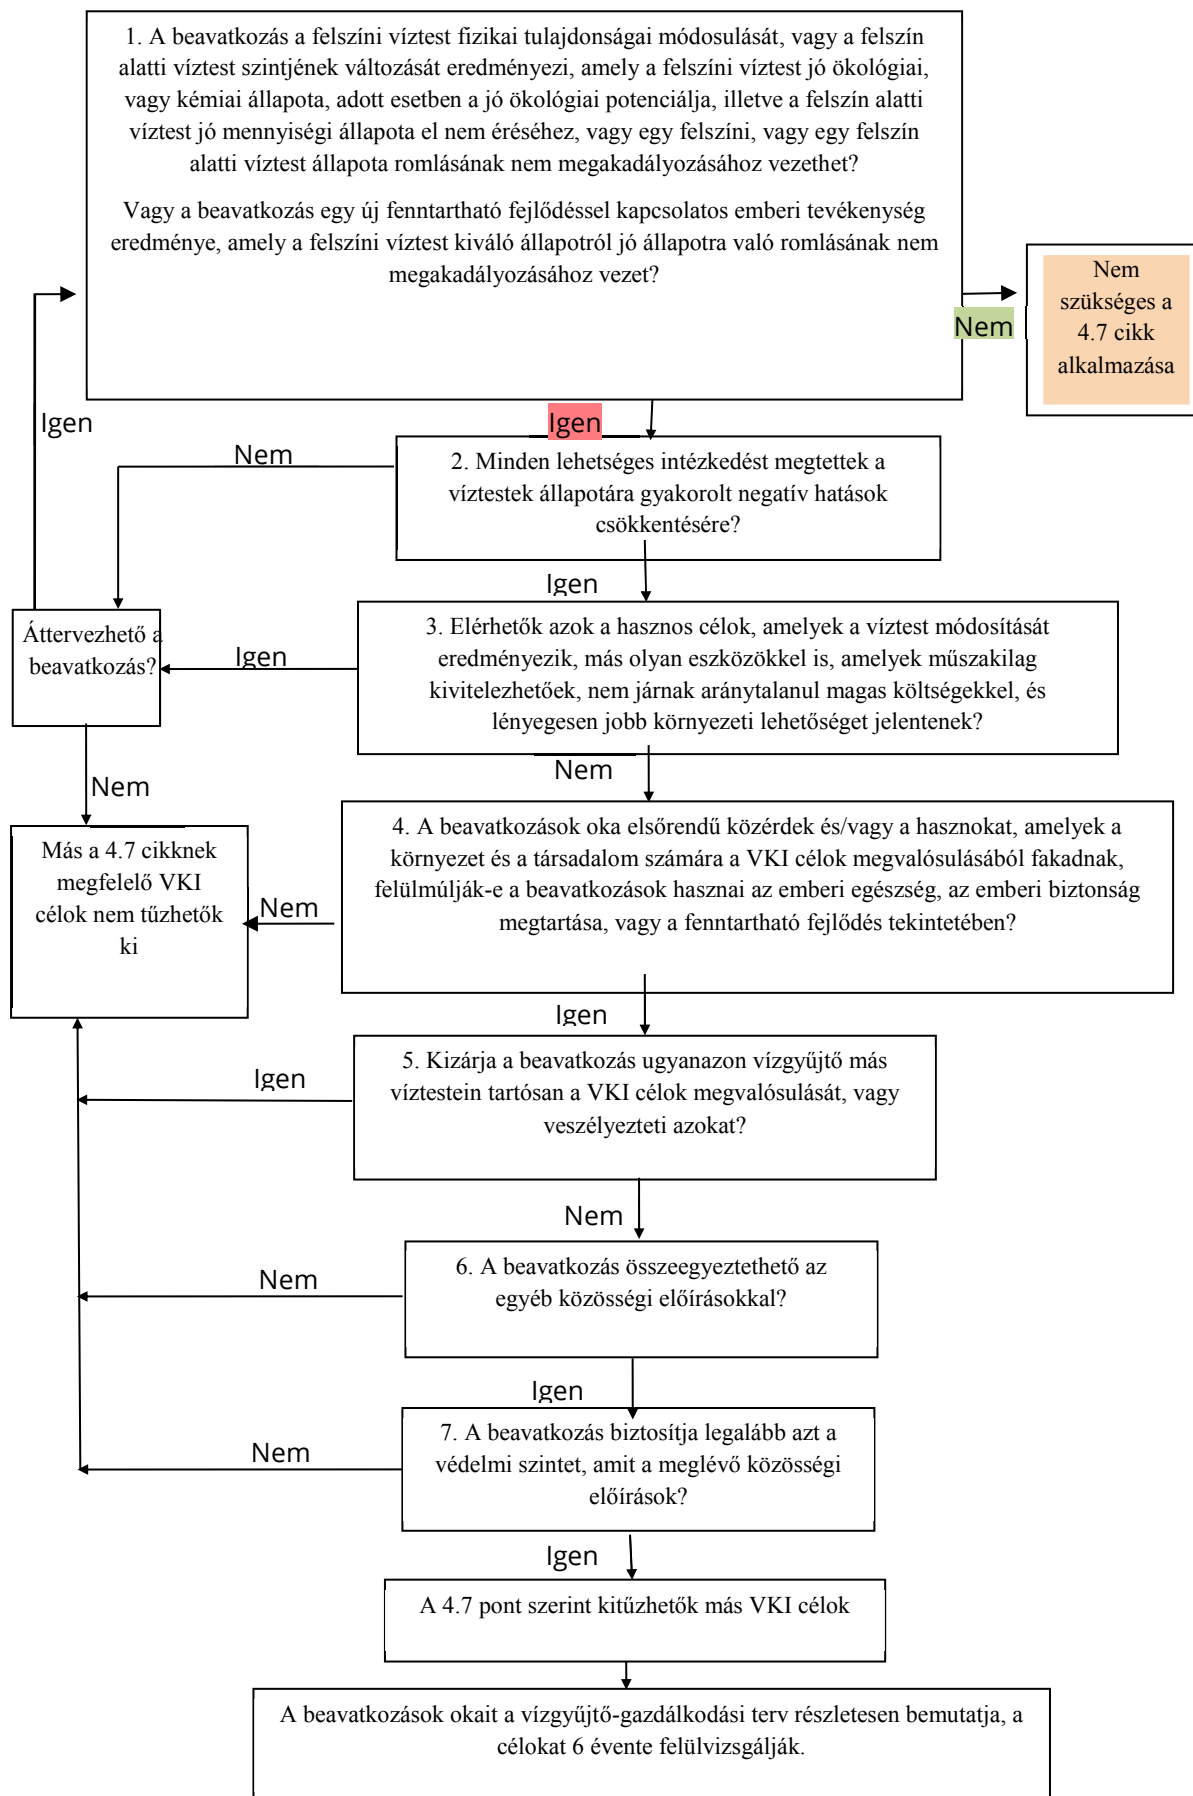 1. A beavatkozás a felszíni víztest fizikai tulajdonságai módosulását, vagy a felszín
alatti víztest szintjének változását eredményezi, amely a felszíni víztest jó ökológiai,
vagy kémiai állapota, adott esetben a jó ökológiai potenciálja, illetve a felszín alatti
víztest jó mennyiségi állapota el nem éréséhez, vagy egy felszíni, vagy egy felszín
alatti víztest állapota romlásának nem megakadályozásához vezethet?
Vagy a beavatkozás egy új fenntartható fejlődéssel kapcsolatos emberi tevékenység
eredménye, amely a felszíni víztest kiváló állapotról jó állapotra való romlásának nem
megakadályozásához vezet?
Nem
Nem
szükséges a
4.7 cikk
alkalmazása
Igen
Igen
Nem
2. Minden lehetséges intézkedést megtettek a
víztestek állapotára gyakorolt negatív hatások
csökkentésére?
Igen
Áttervezhető a
beavatkozás?
Igen
3. Elérhetők azok a hasznos célok, amelyek a víztest módosítását
eredményezik, más olyan eszközökkel is, amelyek műszakilag
kivitelezhetőek, nem járnak aránytalanul magas költségekkel, és
lényegesen jobb környezeti lehetőséget jelentenek?
Nem
Nem
Más a 4.7 cikknek
megfelelő VKI
célok nem tűzhetők
ki
Nem
4. A beavatkozások oka elsőrendű közérdek és/vagy a hasznokat, amelyek a
környezet és a társadalom számára a VKI célok megvalósulásából fakadnak,
felülmúlják-e a beavatkozások hasznai az emberi egészség, az emberi biztonság
megtartása, vagy a fenntartható fejlődés tekintetében?
Igen
Igen
5. Kizárja a beavatkozás ugyanazon vízgyűjtő más
víztestein tartósan a VKI célok megvalósulását, vagy
veszélyezteti azokat?
Nem
Nem
6. A beavatkozás összeegyeztethető az
egyéb közösségi előírásokkal?
Igen
Nem
7. A beavatkozás biztosítja legalább azt a
védelmi szintet, amit a meglévő közösségi
előírások?
Igen
A 4.7 pont szerint kitűzhetők más VKI célok
A beavatkozások okait a vízgyűjtő-gazdálkodási terv részletesen bemutatja, a
célokat 6 évente felülvizsgálják.